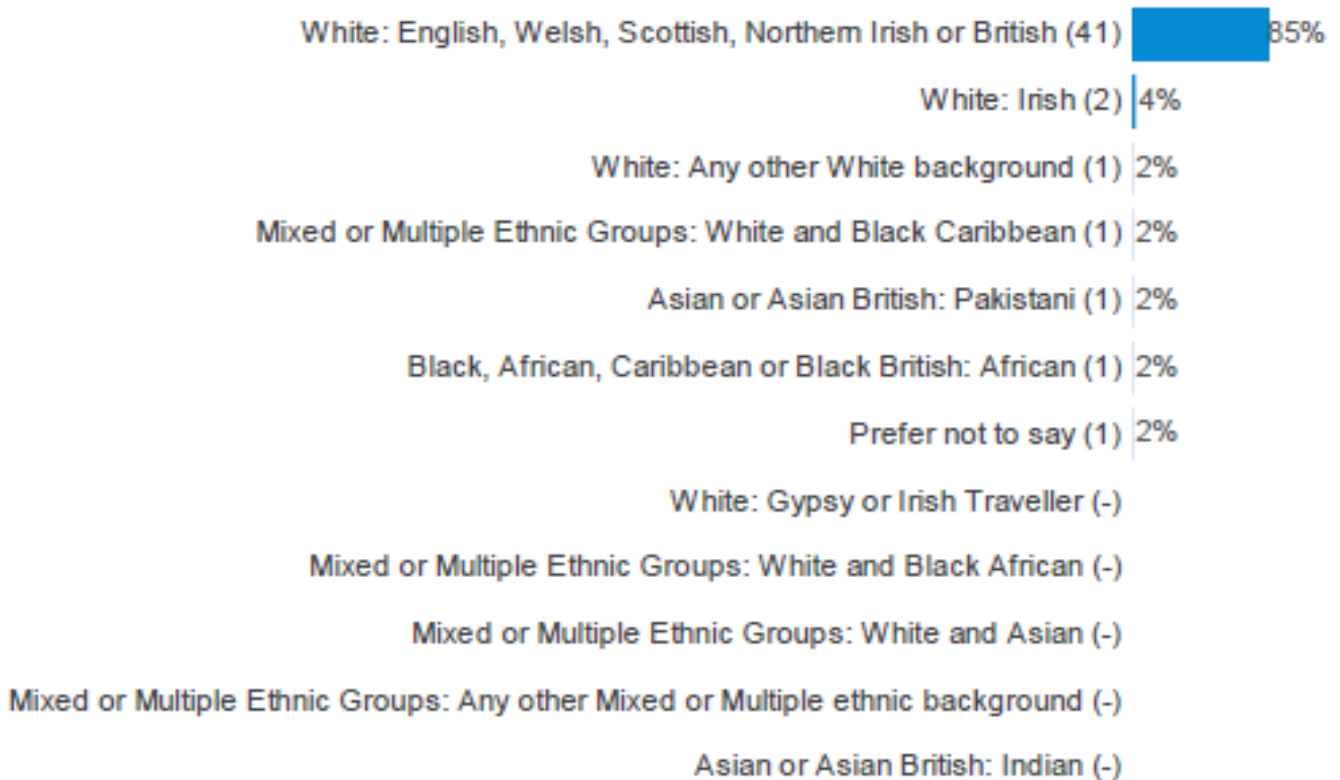 White: English, Welsh, Scottish, Northern Irish or British (41) 85%
White: Irish (2) 4%
White: Any other White background (1) 2%
Mixed or Multiple Ethnic Groups: White and Black Caribbean (1) 2%
Asian or Asian British: Pakistani (1) 2%
Black, African, Caribbean or Black British: African (1) 2%
Prefer not to say (1) 2%
White: Gypsy or Irish Traveller (-)
Mixed or Multiple Ethnic Groups: White and Black African (-)
Mixed or Multiple Ethnic Groups: White and Asian (-)
Mixed or Multiple Ethnic Groups: Any other Mixed or Multiple ethnic background (-)
Asian or Asian British: Indian (-)